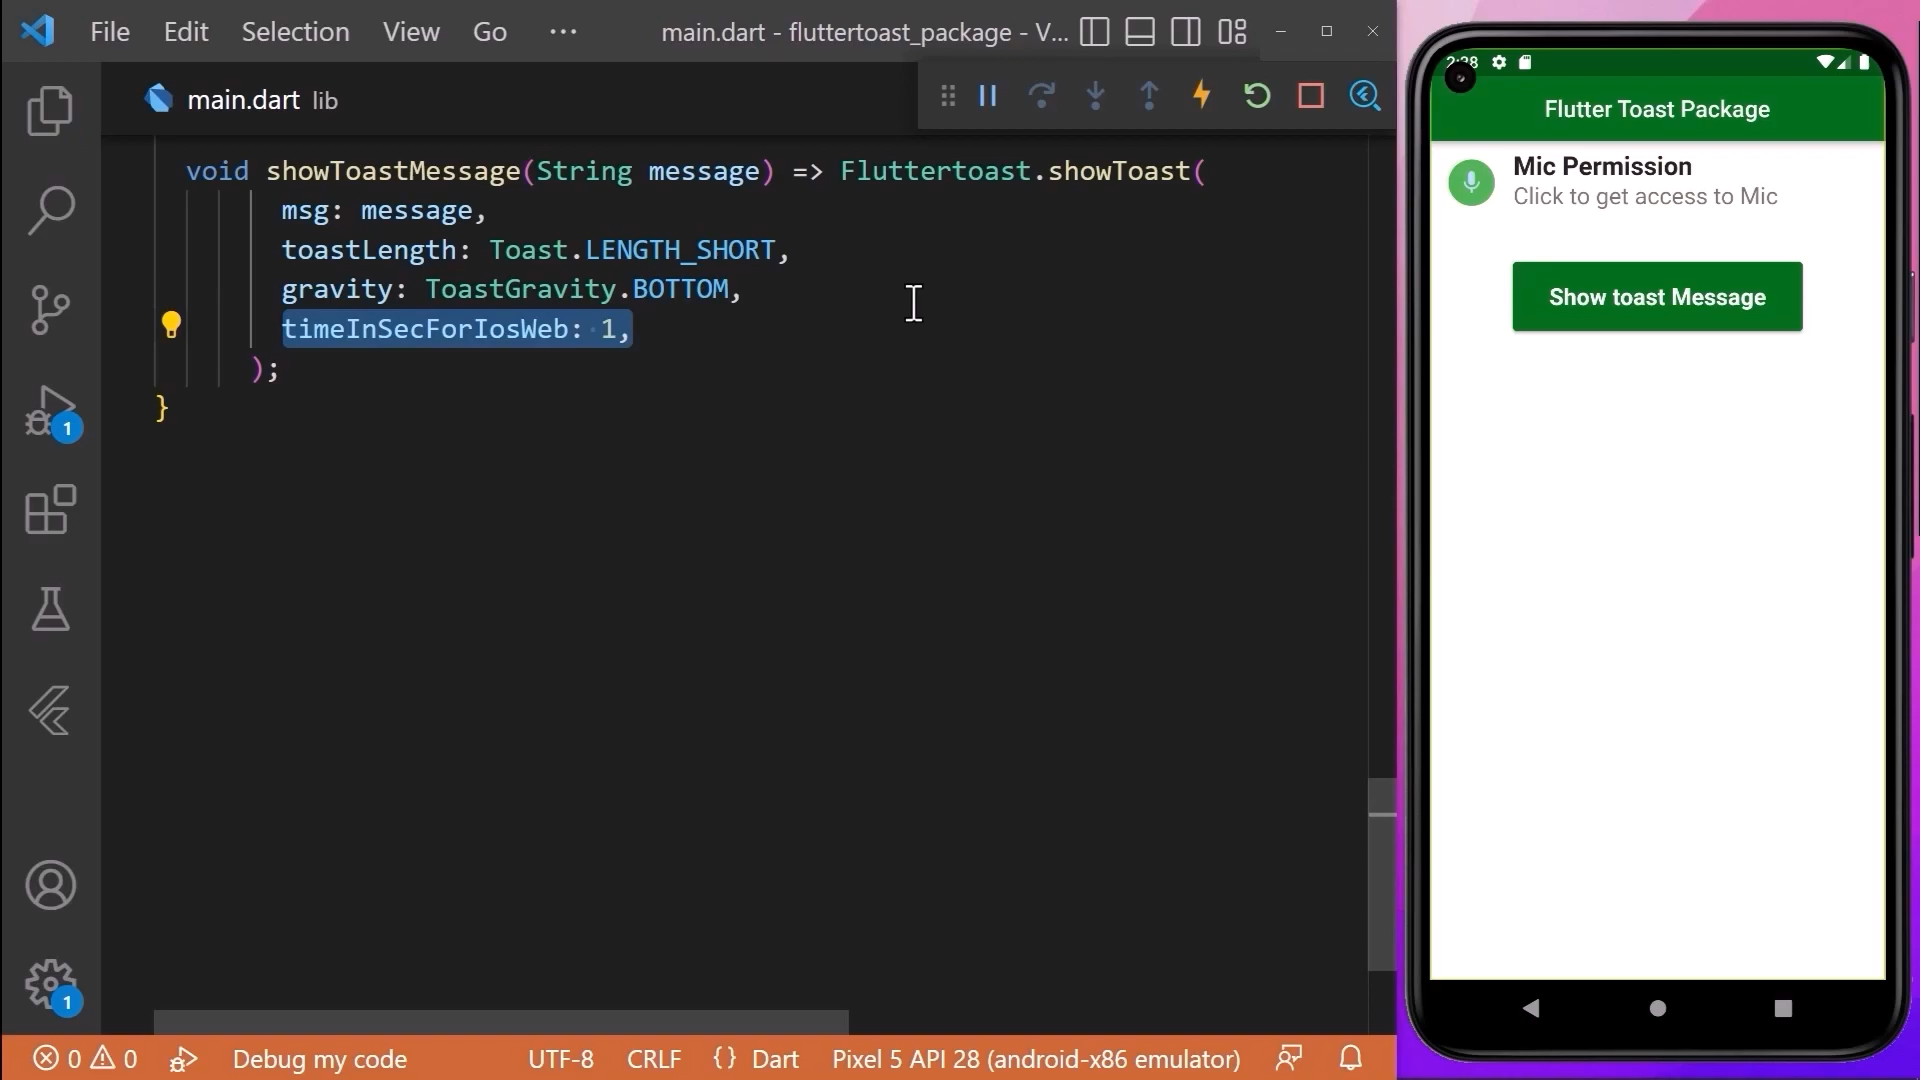 File Edit Selection View Go ··· main.dart - fluttertoast_package - V...
main.dart lib
void showToastMessage(String message) => Fluttertoast.showToast(
msg: message,
toastLength: Toast.LENGTH_SHORT,
gravity: ToastGravity.BOTTOM,
timeInSecForIosWeb: 1,
);
}
1
1
0 0 Debug my code UTF-8 CRLF {} Dart Pixel 5 API 28 (android-x86 emulator)
Flutter Toast Package
Mic Permission
Click to get access to Mic
Show toast Message